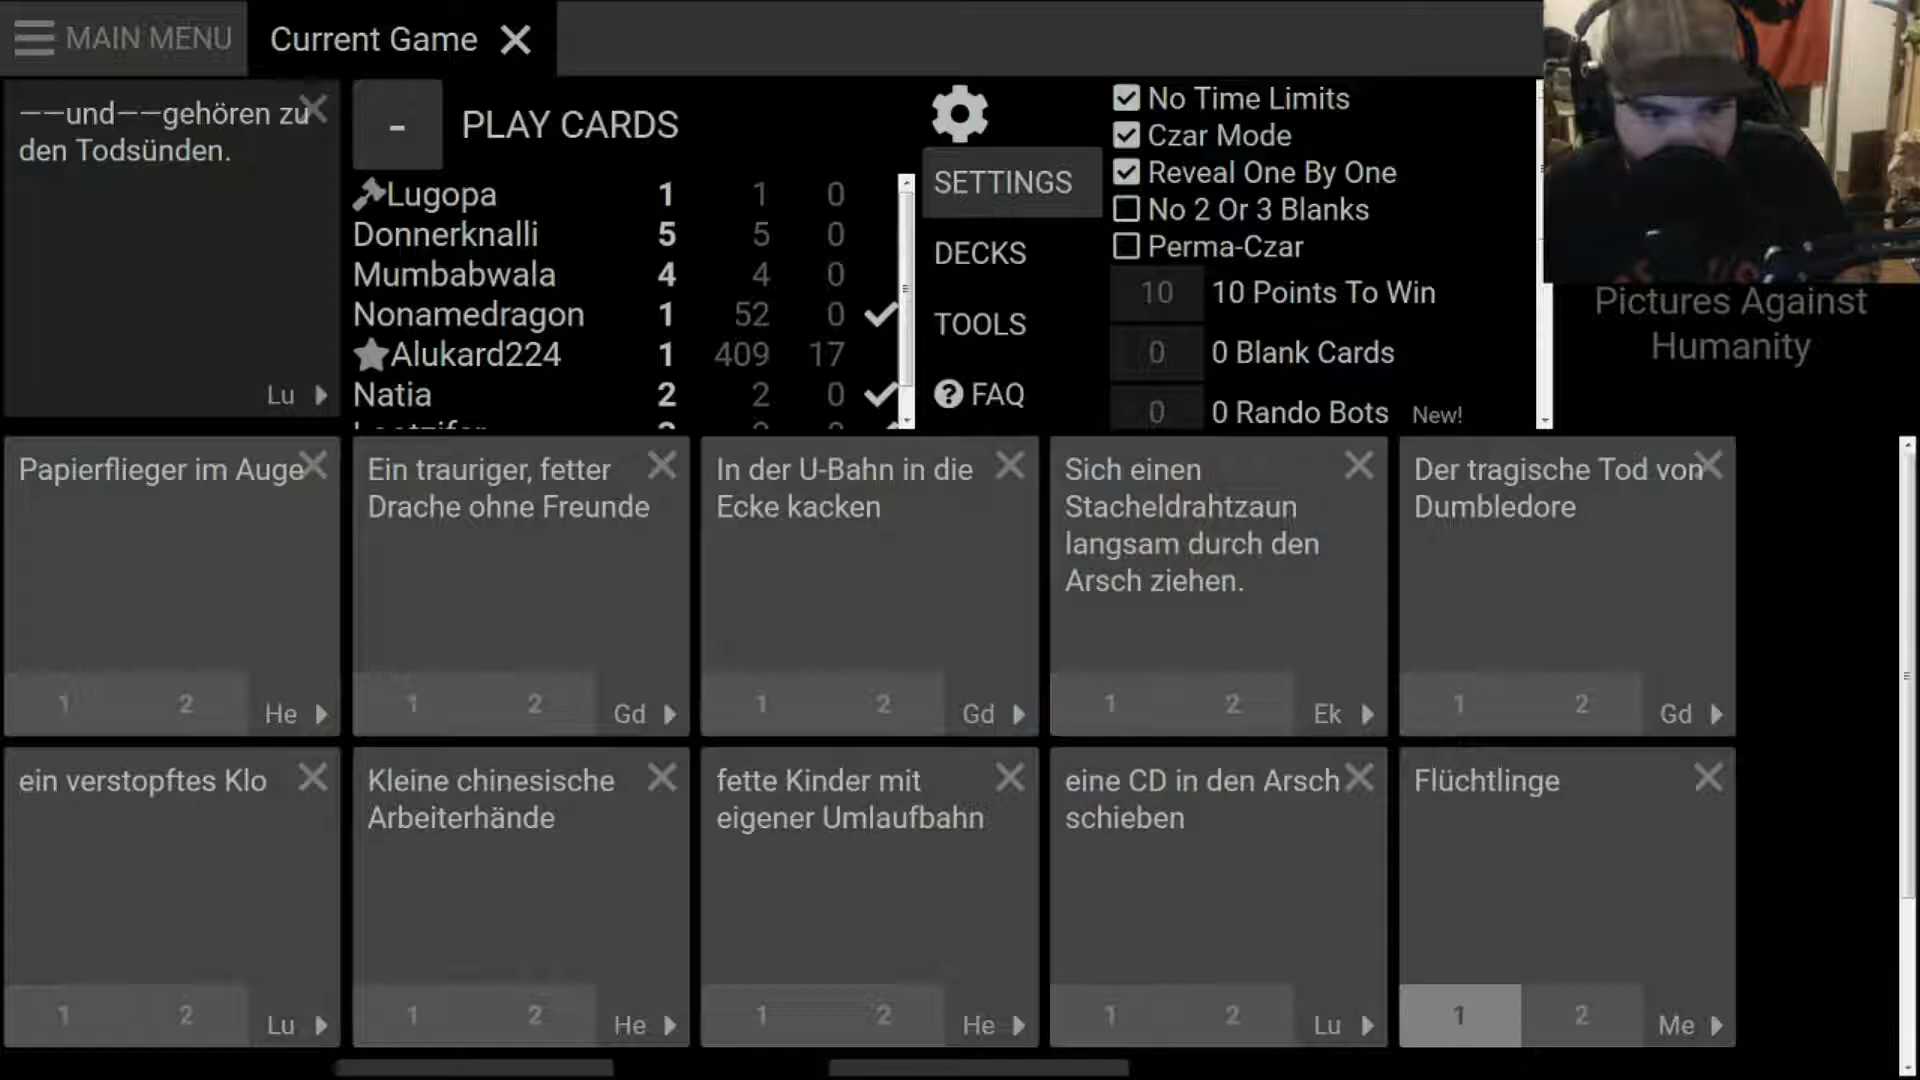 MAIN MENU
Current Game
——und——gehören zu
den Todsünden.
Lu
-
PLAY CARDS
Lugopa 1 1 0
Donnerknalli 5 5 0
Mumbabwala 4 4 0
Nonamedragon 1 52 0
Alukard224 1 409 17
Natia 2 2 0
SETTINGS
DECKS
TOOLS
? FAQ
No Time Limits
Czar Mode
Reveal One By One
No 2 Or 3 Blanks
Perma-Czar
10 10 Points To Win
0 0 Blank Cards
0 0 Rando Bots New!
Pictures Against
Humanity
Papierflieger im Auge
1 2 He
Ein trauriger, fetter
Drache ohne Freunde
1 2 Gd
In der U-Bahn in die
Ecke kacken
1 2 Gd
Sich einen
Stacheldrahtzaun
langsam durch den
Arsch ziehen.
1 2 Ek
Der tragische Tod von
Dumbledore
1 2 Gd
ein verstopftes Klo
1 2 Lu
Kleine chinesische
Arbeiterhände
1 2 He
fette Kinder mit
eigener Umlaufbahn
1 2 He
eine CD in den Arsch
schieben
1 2 Lu
Flüchtlinge
1 2 Me